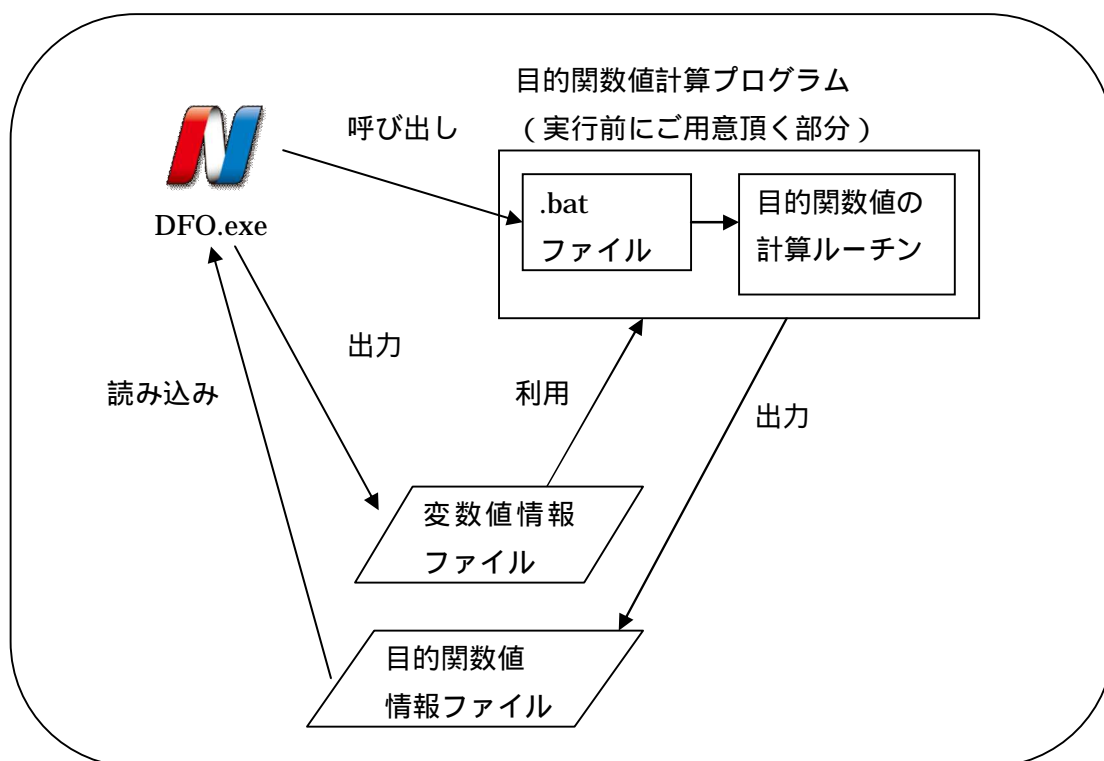 目的関数値計算プログラム
(実行前にご用意頂く部分)
呼び出し
DFO.exe
.bat
ファイル
目的関数値の
計算ルーチン
出力
読み込み
利用
出力
変数値情報
ファイル
目的関数値
情報ファイル